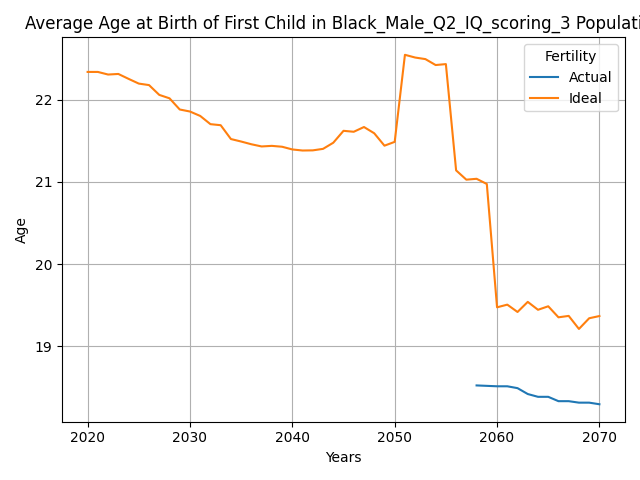 Average Age at Birth of First Child in Black_Male_Q2_IQ_scoring_3 Populati
Fertility
Actual
Ideal
22
21
20
19
Age
2020 2030 2040 2050 2060 2070
Years